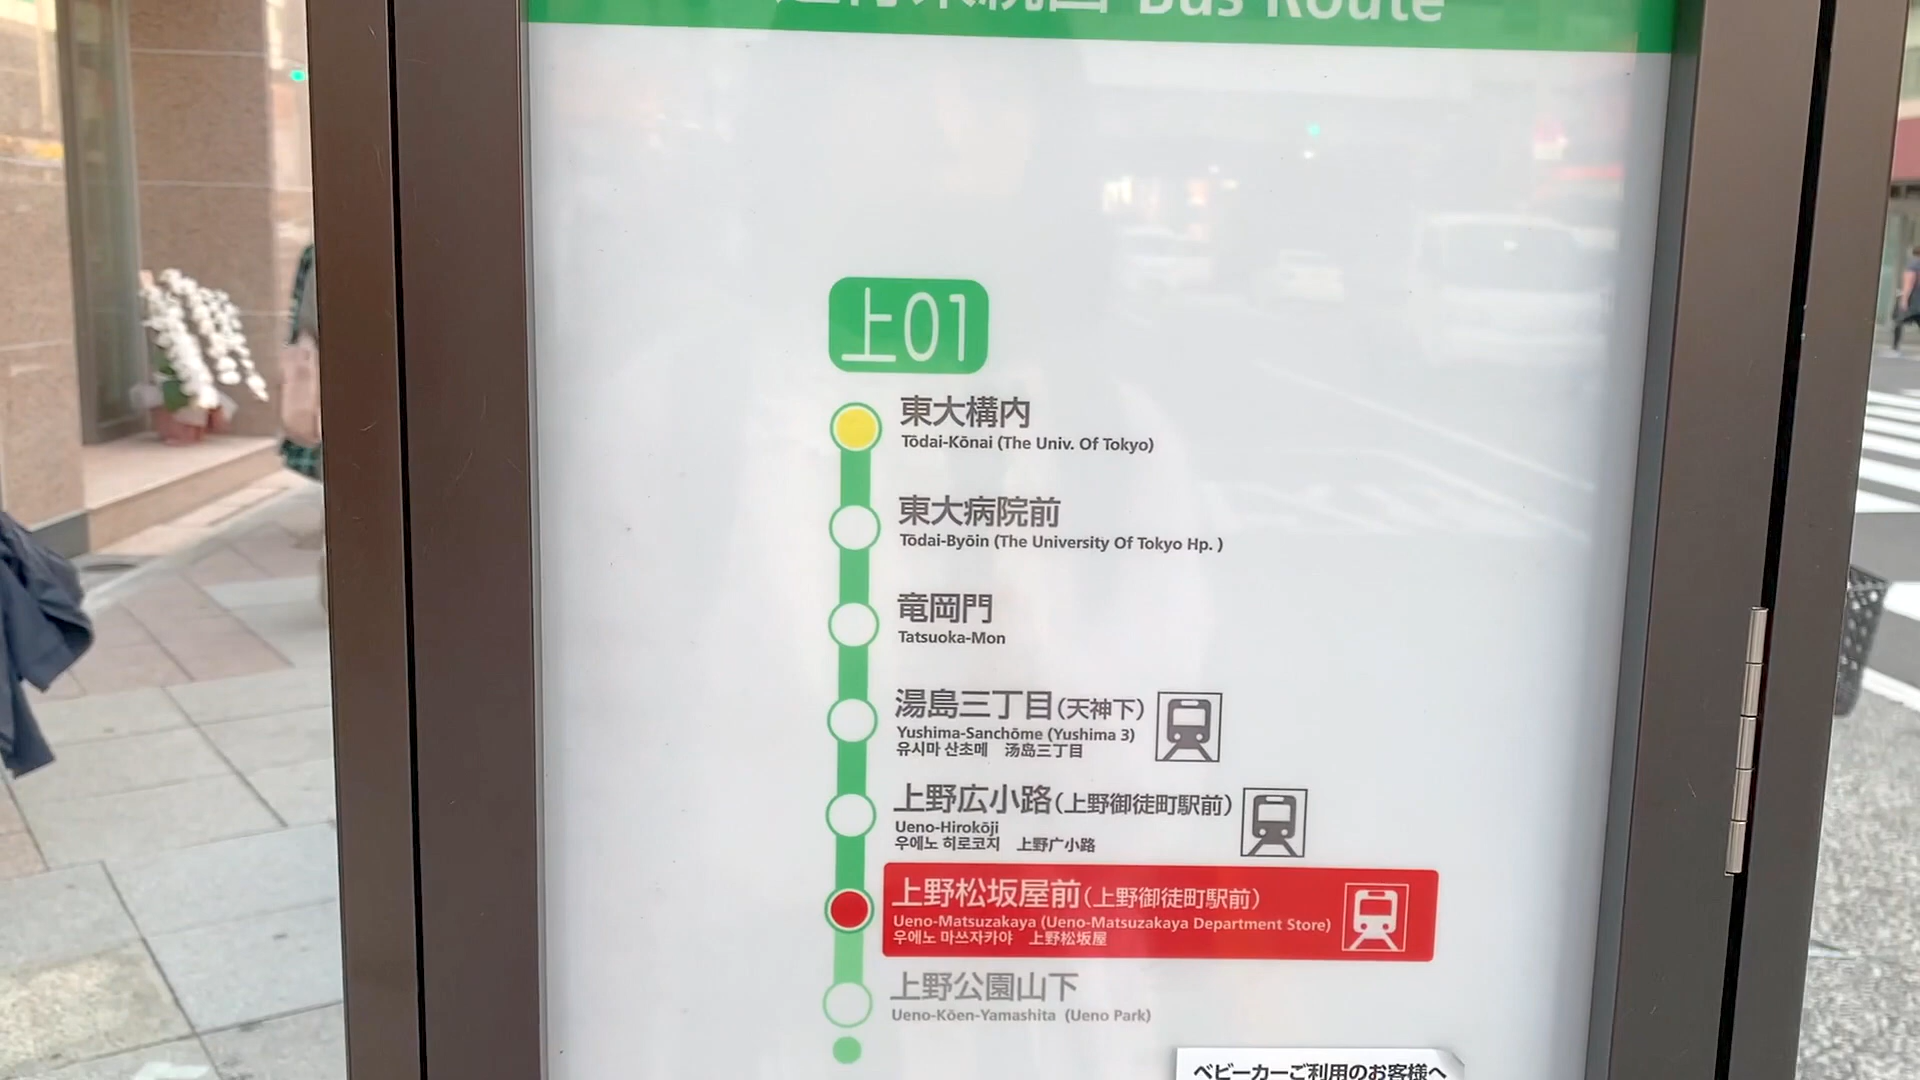 Bus Route
上01
東大構内
Tōdai-Kōnai (The Univ. Of Tokyo)
東大病院前
Tōdai-Byōin (The University Of Tokyo Hp. )
竜岡門
Tatsuoka-Mon
湯島三丁目(天神下)
Yushima-Sanchōme (Yushima 3)
유시마 산초메 汤岛三丁目
上野広小路(上野御徒町駅前)
Ueno-Hirokōji
우에노 히로코지 上野广小路
上野松坂屋前(上野御徒町駅前)
Ueno-Matsuzakaya (Ueno-Matsuzakaya Department Store)
우에노 마쓰자카야 上野松坂屋
上野公園山下
Ueno-Kōen-Yamashita (Ueno Park)
ベビーカーご利用のお客様へ